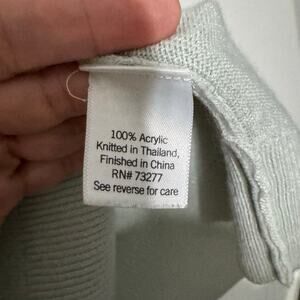 100% Acrylic
Knitted in Thailand,
Finished in China
RN# 73277
See reverse for care